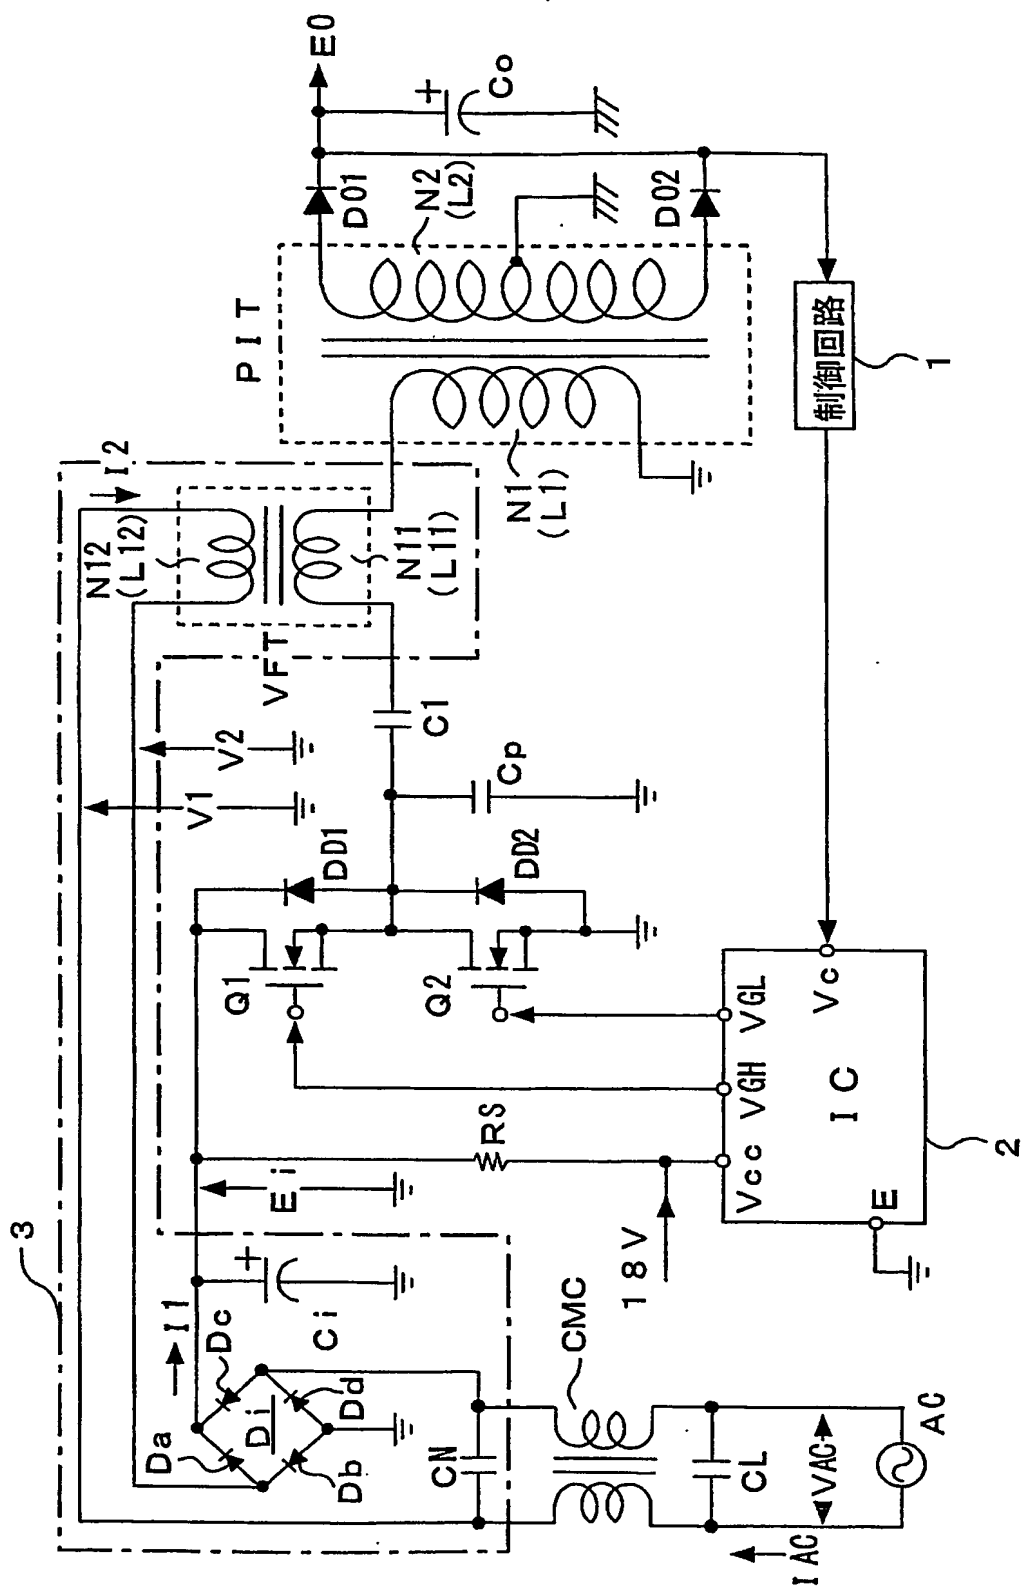 3
I1
Da
Dc
Di
Db
Dd
Ci
Ei
CN
CMC
CL
VAC
IAC
AC
RS
18V
Q1
Q2
DD1
DD2
V1
V2
Cp
C1
VFT
N12
(L12)
I2
N11
(L11)
PIT
N1
(L1)
N2
(L2)
D01
D02
E0
Co
制御回路
1
Vcc
VGH
VGL
Vc
IC
E
2